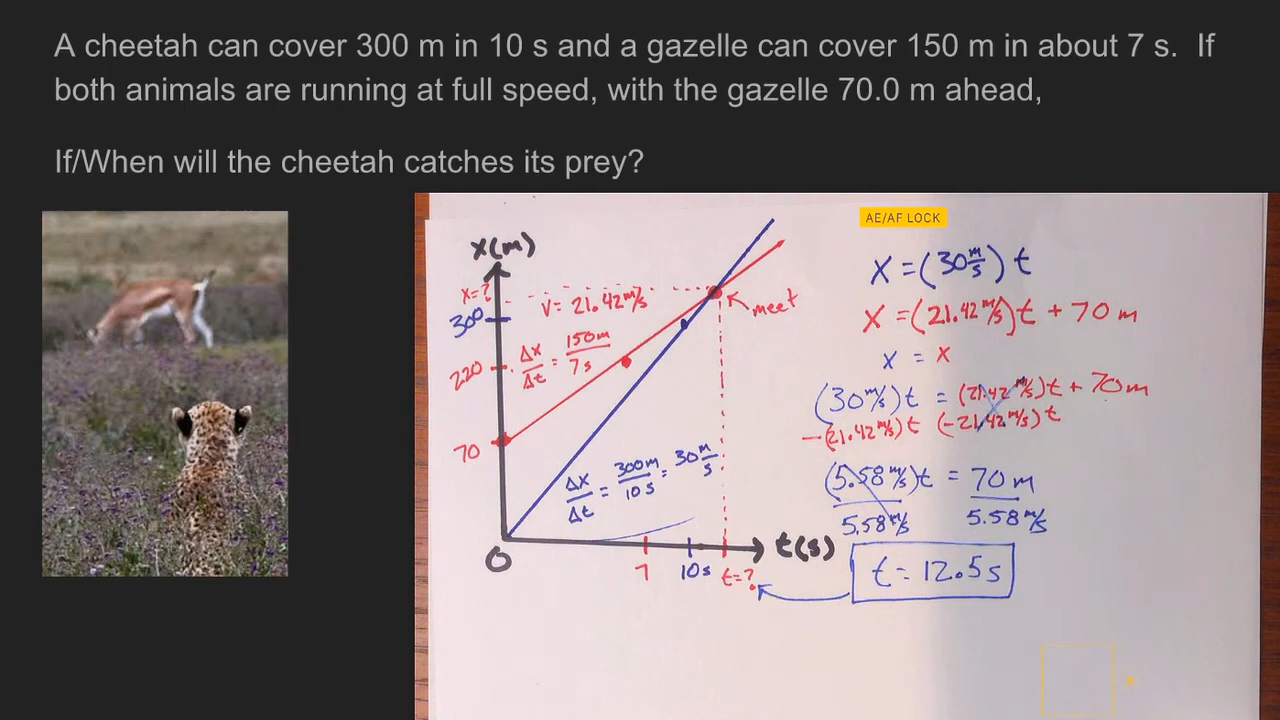 A cheetah can cover 300 m in 10 s and a gazelle can cover 150 m in about 7 s. If
both animals are running at full speed, with the gazelle 70.0 m ahead,
If/When will the cheetah catches its prey?
AE/AF LOCK
x(m)
x=?
300
220
70
0
V = 21.42 m/s
Δx/Δt = 150m/7s
meet
Δx/Δt = 300m/10s = 30 m/s
7
10s
t=?
t(s)
x = (30 m/s) t
x = (21.42 m/s)t + 70 m
x = x
(30 m/s)t = (21.42 m/s)t + 70m
-(21.42 m/s)t (-21.42 m/s)t
(5.58 m/s)t = 70 m
5.58 m/s 5.58 m/s
t = 12.5s